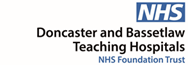 NHS
Doncaster and Bassetlaw
Teaching Hospitals
NHS Foundation Trust